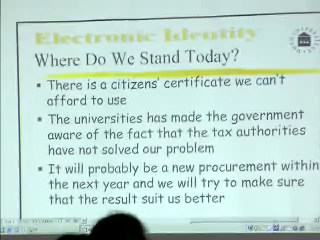 Electronic Identity
Where Do We Stand Today?
There is a citizens' certificate we can't
afford to use
The universities has made the government
aware of the fact that the tax authorities
have not solved our problem
It will probably be a new procurement within
the next year and we will try to make sure
that the result suit us better